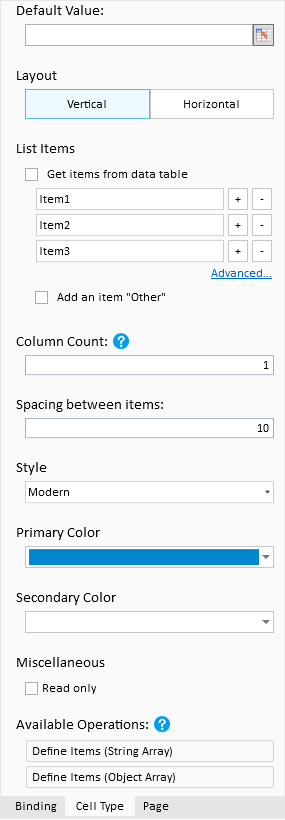 Default Value:
Layout
Vertical Horizontal
List Items
Get items from data table
Item1 + -
Item2 + -
Item3 + -
Advanced...
Add an item "Other"
Column Count: ?
1
Spacing between items:
10
Style
Modern
Primary Color
Secondary Color
Miscellaneous
Read only
Available Operations: ?
Define Items (String Array)
Define Items (Object Array)
Binding Cell Type Page